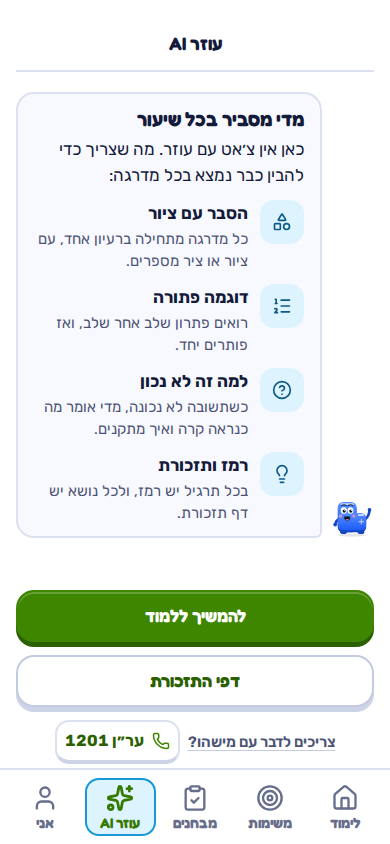 עוזר AI
מדי מסביר בכל שיעור
כאן אין צ׳אט עם עוזר. מה שצריך כדי
להבין כבר נמצא בכל מדרגה:
הסבר עם ציור
כל מדרגה מתחילה ברעיון אחד, עם
ציור או ציר מספרים.
דוגמה פתורה
רואים פתרון שלב אחר שלב, ואז
פותרים יחד.
למה זה לא נכון
כשתשובה לא נכונה, מדי אומר מה
כנראה קרה ואיך מתקנים.
רמז ותזכורת
בכל תרגיל יש רמז, ולכל נושא יש
דף תזכורת.
להמשיך ללמוד
דפי התזכורת
צריכים לדבר עם מישהו?
ער״ן 1201
לימוד
משימות
מבחנים
עוזר AI
אני